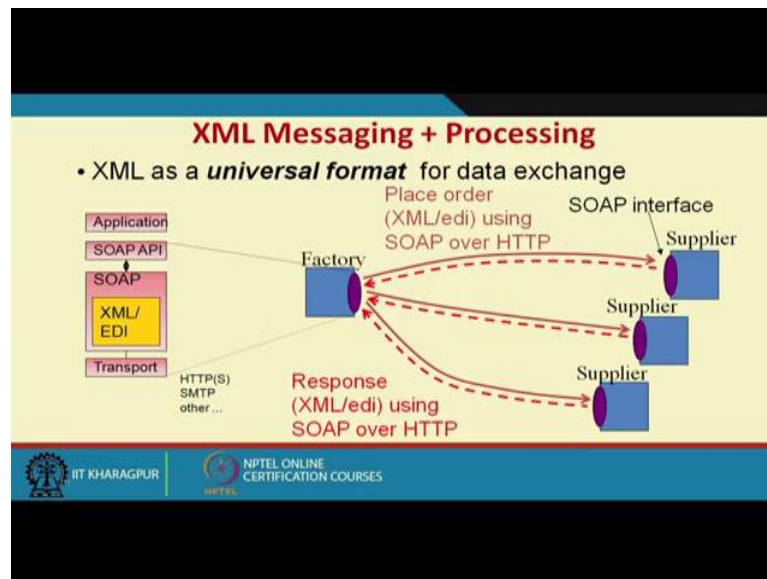 XML Messaging + Processing
• XML as a universal format for data exchange
Place order
(XML/edi) using
SOAP over HTTP
SOAP interface
Application
SOAP API
SOAP
XML/
EDI
Transport
HTTP(S)
SMTP
other ...
Factory
Supplier
Supplier
Supplier
Response
(XML/edi) using
SOAP over HTTP
IIT KHARAGPUR
NPTEL
NPTEL ONLINE
CERTIFICATION COURSES